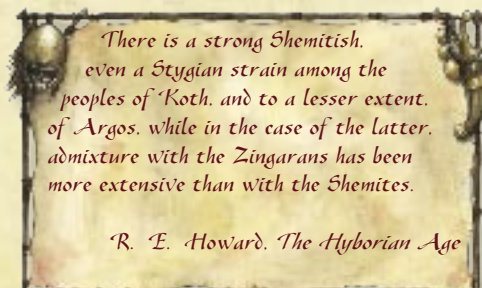 There is a strong Shemitish,
even a Stygian strain among the
peoples of Koth, and to a lesser extent,
of Argos, while in the case of the latter,
admixture with the Zingarans has been
more extensive than with the Shemites.
R. E. Howard, The Hyborian Age